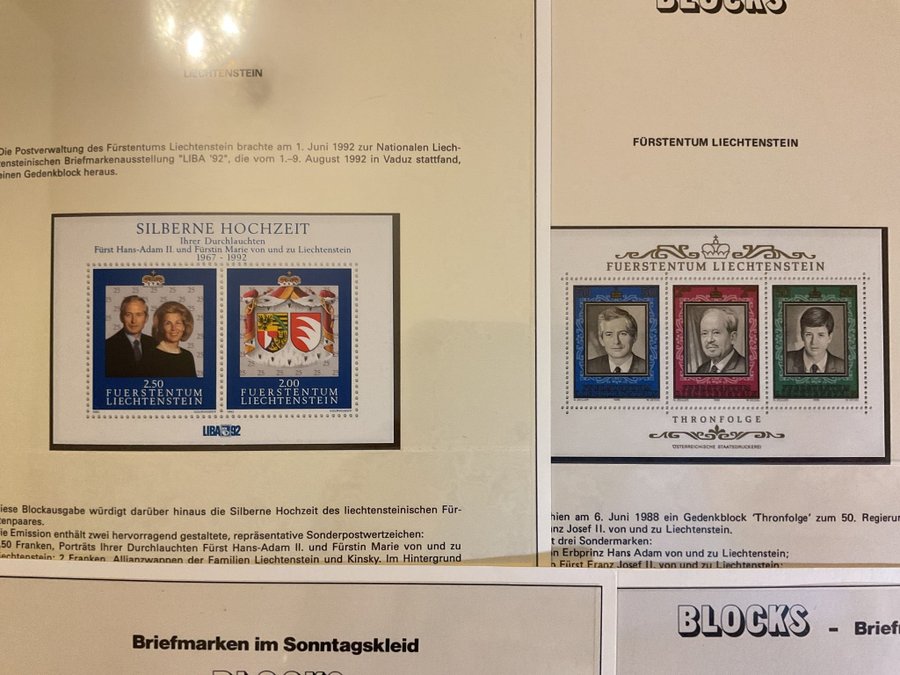 LIECHTENSTEIN
Die Postverwaltung des Fürstentums Liechtenstein brachte am 1. Juni 1992 zur Nationalen Liech-
tensteinischen Briefmarkenausstellung "LIBA '92", die vom 1.–9. August 1992 in Vaduz stattfand,
einen Gedenkblock heraus.
SILBERNE HOCHZEIT
Ihrer Durchlauchten
Fürst Hans-Adam II. und Fürstin Marie von und zu Liechtenstein
1967 - 1992
2.50
FUERSTENTUM
LIECHTENSTEIN
2.00
FUERSTENTUM
LIECHTENSTEIN
LIBA 92
iese Blockausgabe würdigt darüber hinaus die Silberne Hochzeit des liechtensteinischen Für-
tenpaares.
ie Emission enthält zwei hervorragend gestaltete, repräsentative Sonderpostwertzeichen:
.50 Franken, Porträts Ihrer Durchlauchten Fürst Hans-Adam II. und Fürstin Marie von und zu
iechtenstein; 2 Franken, Allianzwappen der Familien Liechtenstein und Kinsky. Im Hintergrund
BLOCKS
FÜRSTENTUM LIECHTENSTEIN
FUERSTENTUM LIECHTENSTEIN
THRONFOLGE
ÖSTERREICHISCHE STAATSDRUCKEREI
hien am 6. Juni 1988 ein Gedenkblock 'Thronfolge' zum 50. Regieru
nz Josef II. von und zu Liechtenstein.
t drei Sondermarken:
n Erbprinz Hans Adam von und zu Liechtenstein;
n Fürst Franz Josef II. von und zu Liechtenstein;
Briefmarken im Sonntagskleid
BLOCKS
BLOCKS - Brief